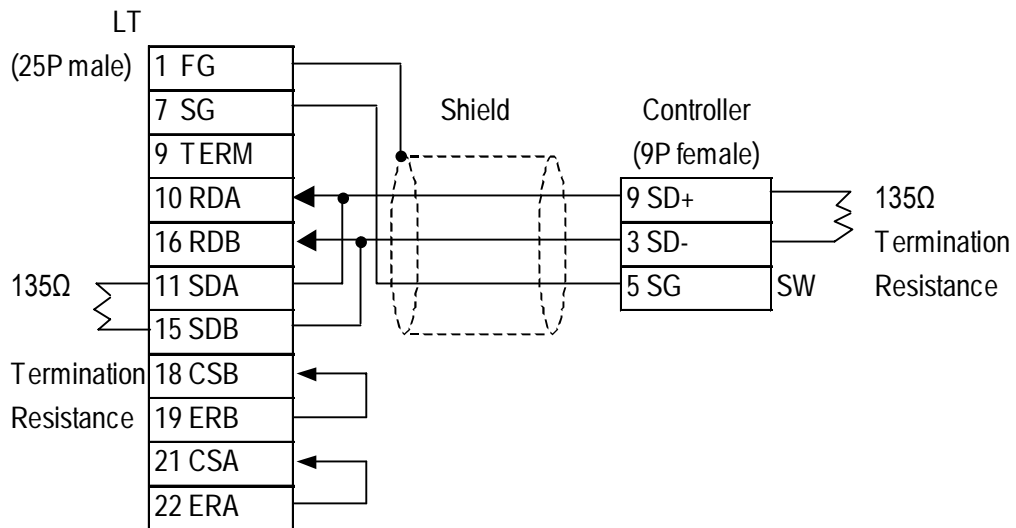 LT
(25P male)
1 FG
7 SG
9 TERM
10 RDA
16 RDB
11 SDA
15 SDB
18 CSB
19 ERB
21 CSA
22 ERA
135Ω
Termination
Resistance
Shield
Controller
(9P female)
9 SD+
3 SD-
5 SG
SW
135Ω
Termination
Resistance